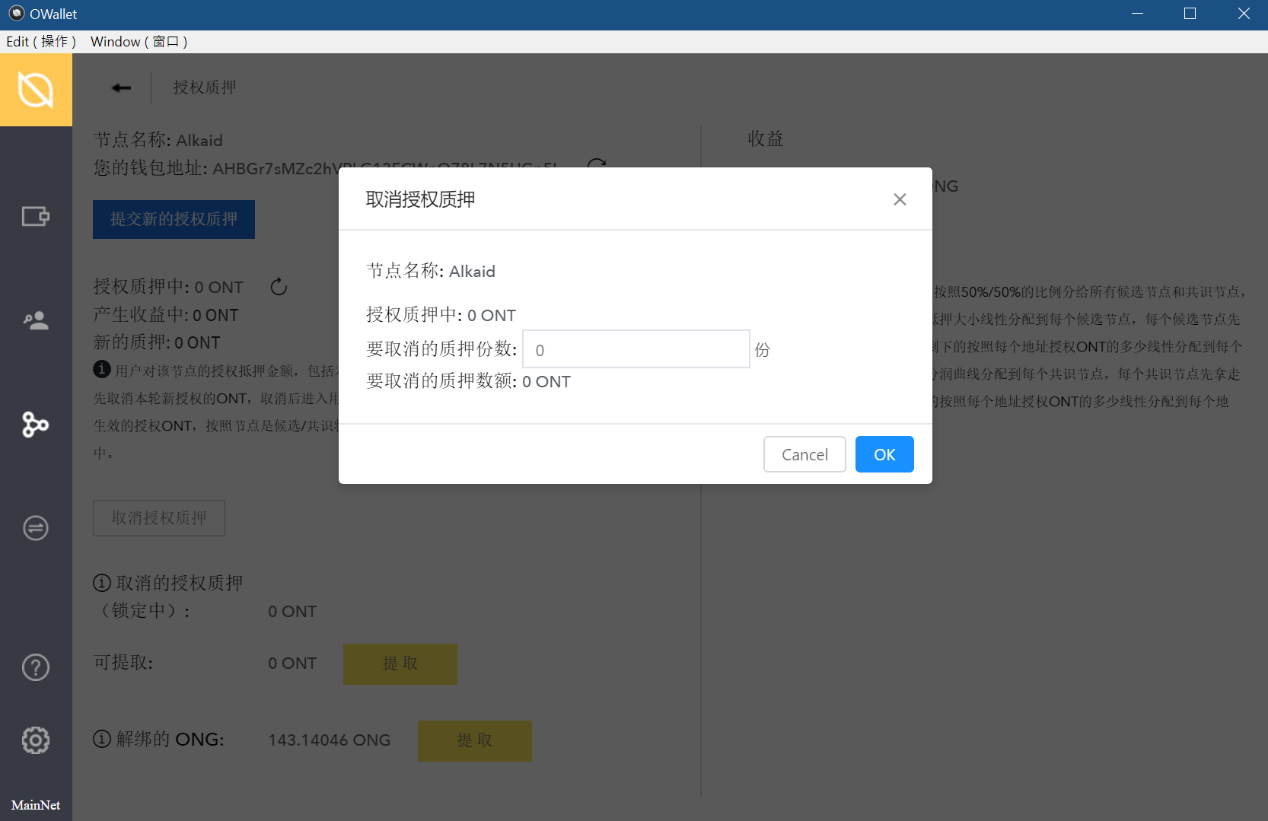 OWallet
Edit ( 操作 ) Window ( 窗口 )
授权质押
节点名称: Alkaid
您的钱包地址:
提交新的授权质押
授权质押中: 0 ONT
产生收益中: 0 ONT
新的质押: 0 ONT
用户对该节点的授权抵押金额，包括
先取消本轮新授权的ONT，取消后进入
生效的授权ONT，按照节点是候选/共识
中。
取消授权质押
取消的授权质押
（锁定中）: 0 ONT
可提取: 0 ONT 提 取
解绑的 ONG: 143.14046 ONG 提 取
MainNet
收益
NG
按照50%/50%的比例分给所有候选节点和共识节点，
押大小线性分配到每个候选节点，每个候选节点先
下的按照每个地址授权ONT的多少线性分配到每个
润曲线分配到每个共识节点，每个共识节点先拿走
的按照每个地址授权ONT的多少线性分配到每个地
取消授权质押
节点名称: Alkaid
授权质押中: 0 ONT
要取消的质押份数: 0 份
要取消的质押数额: 0 ONT
Cancel OK